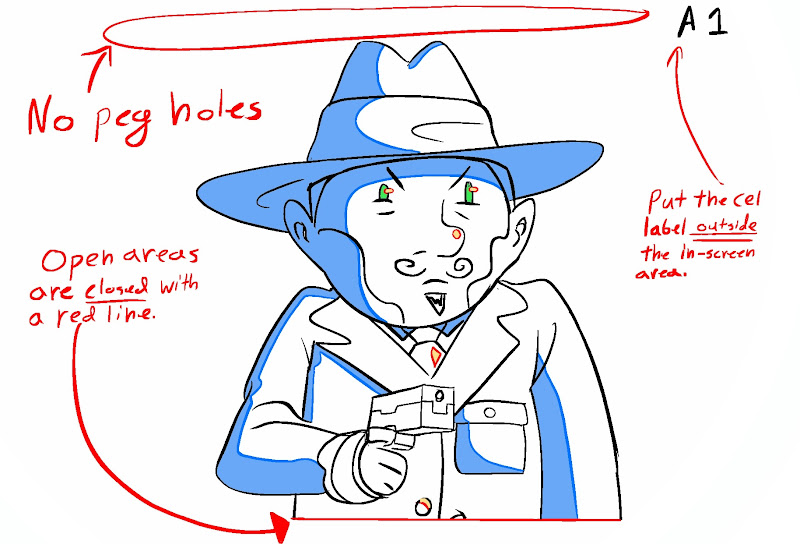 A 1
No peg holes
Put the cel
label outside
the in-screen
area.
Open areas
are closed with
a red line.